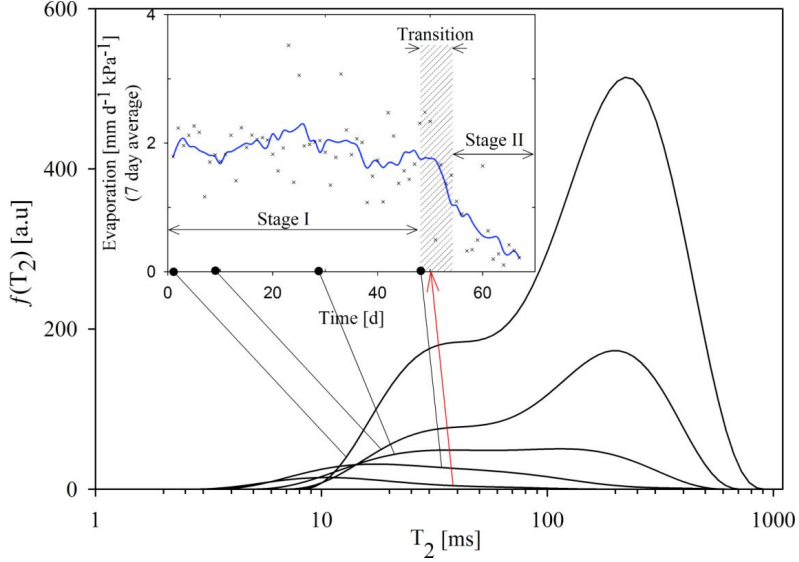 600
400
200
0
f(T2) [a.u]
1
10
100
1000
T2 [ms]
4
2
0
Evaporation [mm d-1 kPa-1]
(7 day average)
Transition
Stage II
Stage I
0
20
40
60
Time [d]